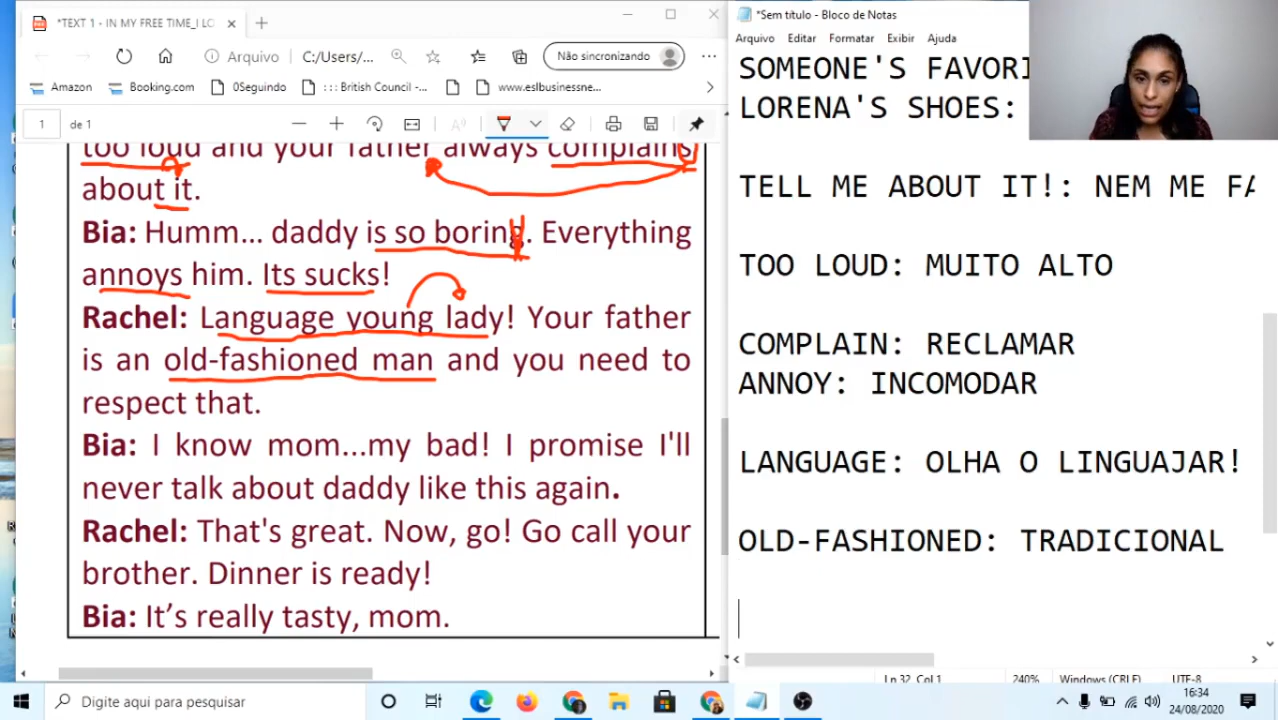 *TEXT 1 - IN MY FREE TIME_I LO
Arquivo
C:/Users/...
Não sincronizando
Amazon
Booking.com
0Seguindo
: : : British Council -...
www.eslbusinessne...
1 de 1
too loud and your father always complains
about it.
Bia: Humm... daddy is so boring. Everything
annoys him. Its sucks!
Rachel: Language young lady! Your father
is an old-fashioned man and you need to
respect that.
Bia: I know mom...my bad! I promise I'll
never talk about daddy like this again.
Rachel: That's great. Now, go! Go call your
brother. Dinner is ready!
Bia: It's really tasty, mom.
*Sem título - Bloco de Notas
Arquivo Editar Formatar Exibir Ajuda
SOMEONE'S FAVORI
LORENA'S SHOES:
TELL ME ABOUT IT!: NEM ME FA
TOO LOUD: MUITO ALTO
COMPLAIN: RECLAMAR
ANNOY: INCOMODAR
LANGUAGE: OLHA O LINGUAJAR!
OLD-FASHIONED: TRADICIONAL
Ln 32, Col 1
240%
Windows (CRLF)
UTF-8
Digite aqui para pesquisar
16:34
24/08/2020